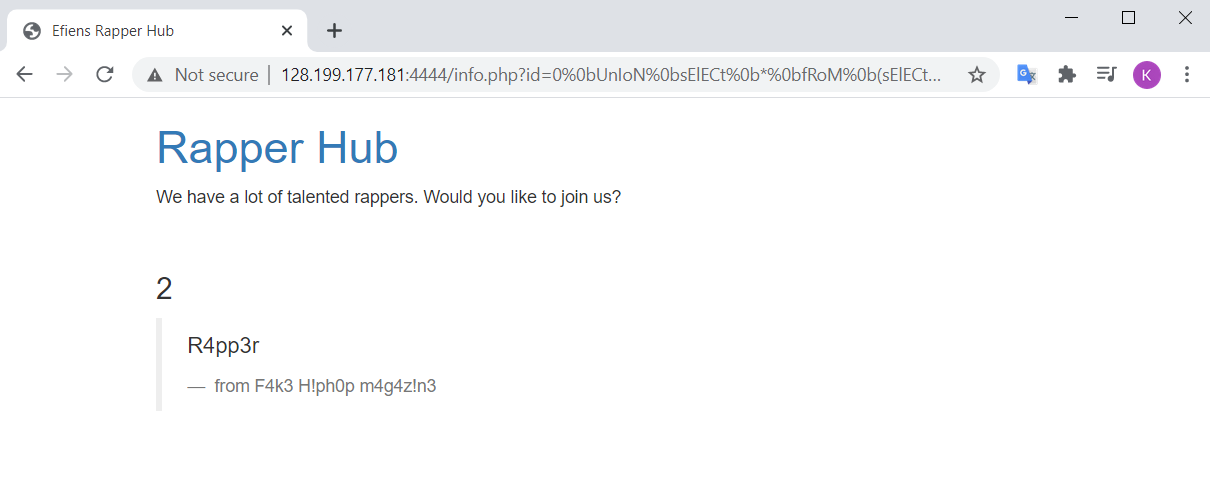 Efiens Rapper Hub
Not secure | 128.199.177.181:4444/info.php?id=0%0bUnIoN%0bsElECt%0b*%0bfRoM%0b(sElECt...
K
Rapper Hub
We have a lot of talented rappers. Would you like to join us?
2
R4pp3r
— from F4k3 H!ph0p m4g4z!n3